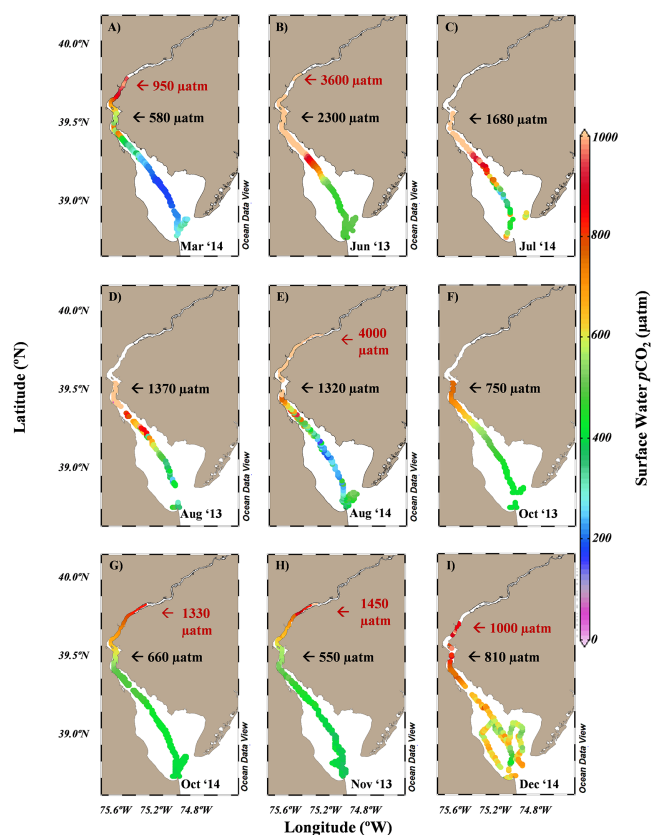 A)
40.0°N
← 950 µatm
← 580 µatm
39.5°N
39.0°N
Mar ‘14
Ocean Data View
B)
← 3600 µatm
← 2300 µatm
Jun ‘13
Ocean Data View
C)
← 1680 µatm
Jul ‘14
Ocean Data View
D)
40.0°N
← 1370 µatm
39.5°N
39.0°N
Aug ‘13
Ocean Data View
E)
← 4000
µatm
← 1320 µatm
Aug ‘14
Ocean Data View
F)
← 750 µatm
Oct ‘13
Ocean Data View
G)
40.0°N
← 1330
µatm
← 660 µatm
39.5°N
39.0°N
Oct ‘14
Ocean Data View
75.6°W 75.2°W 74.8°W
H)
← 1450
µatm
← 550 µatm
Nov ‘13
Ocean Data View
75.6°W 75.2°W 74.8°W
I)
← 1000 µatm
← 810 µatm
Dec ‘14
Ocean Data View
75.6°W 75.2°W 74.8°W
Latitude (ºN)
Longitude (ºW)
1000
800
600
400
200
0
Surface Water pCO₂ (µatm)